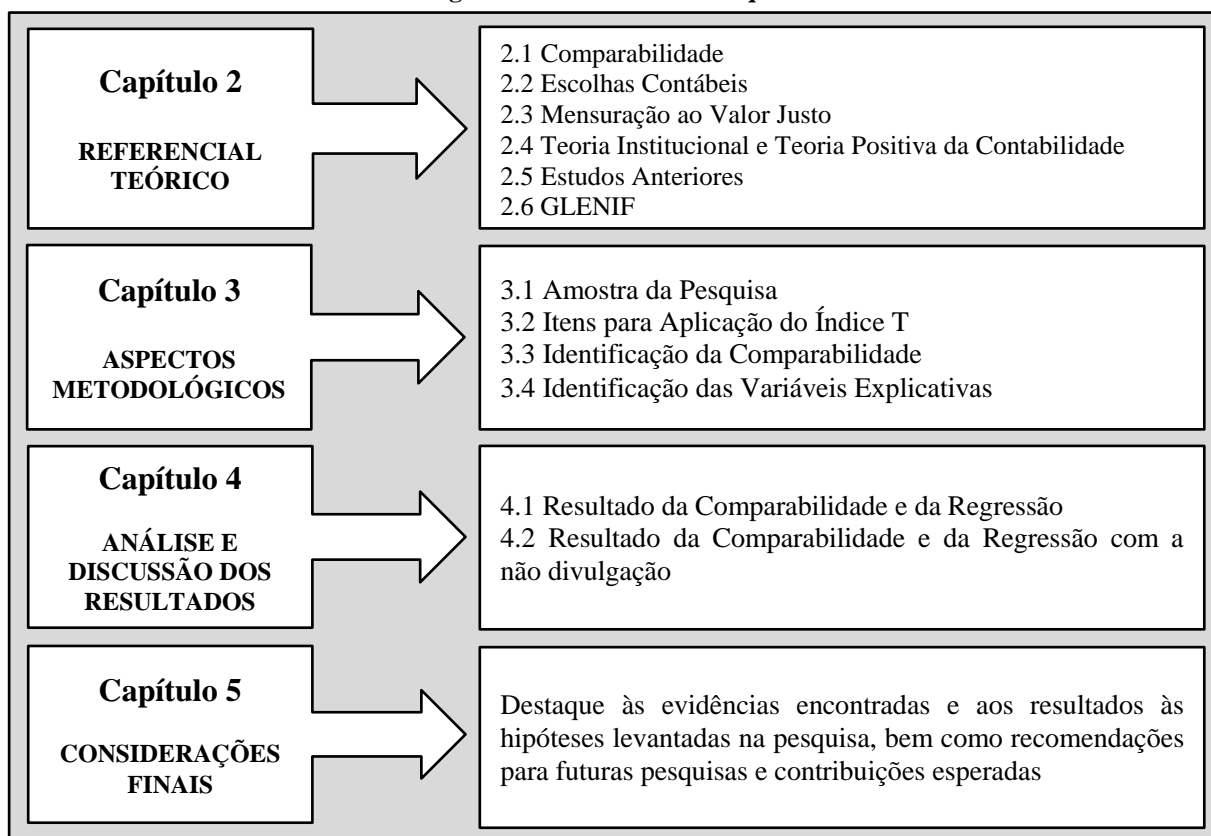 Capítulo 2
REFERENCIAL
TEÓRICO
2.1 Comparabilidade
2.2 Escolhas Contábeis
2.3 Mensuração ao Valor Justo
2.4 Teoria Institucional e Teoria Positiva da Contabilidade
2.5 Estudos Anteriores
2.6 GLENIF
Capítulo 3
ASPECTOS
METODOLÓGICOS
3.1 Amostra da Pesquisa
3.2 Itens para Aplicação do Índice T
3.3 Identificação da Comparabilidade
3.4 Identificação das Variáveis Explicativas
Capítulo 4
ANÁLISE E
DISCUSSÃO DOS
RESULTADOS
4.1 Resultado da Comparabilidade e da Regressão
4.2 Resultado da Comparabilidade e da Regressão com a
não divulgação
Capítulo 5
CONSIDERAÇÕES
FINAIS
Destaque às evidências encontradas e aos resultados às
hipóteses levantadas na pesquisa, bem como recomendações
para futuras pesquisas e contribuições esperadas